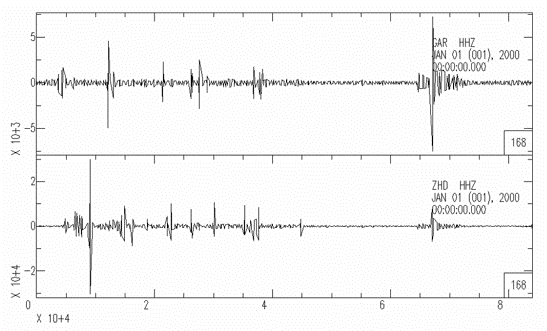 5
0
-5
X 10+3
GAR HHZ
JAN 01 (001), 2000
00:00:00.000
168
2
0
-2
X 10+4
ZHD HHZ
JAN 01 (001), 2000
00:00:00.000
168
0 2 4 6 8
X 10+4